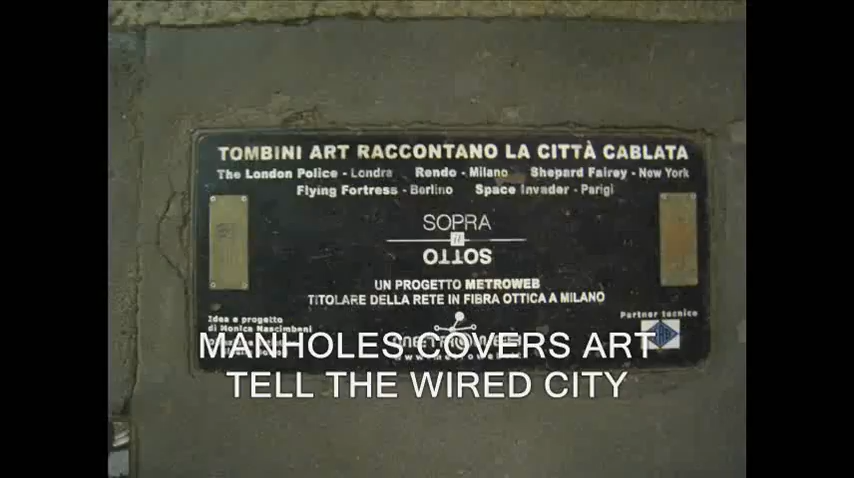 TOMBINI ART RACCONTANO LA CITTÀ CABLATA
The London Police - Londra Rendo - Milano Shepard Fairey - New York
Flying Fortress - Berlino Space Invader - Parigi
SOPRA
il
SOTTO
UN PROGETTO METROWEB
TITOLARE DELLA RETE IN FIBRA OTTICA A MILANO
Idea e progetto
di Monica Nascimbeni
Partner tecnico
MANHOLES COVERS ART
TELL THE WIRED CITY